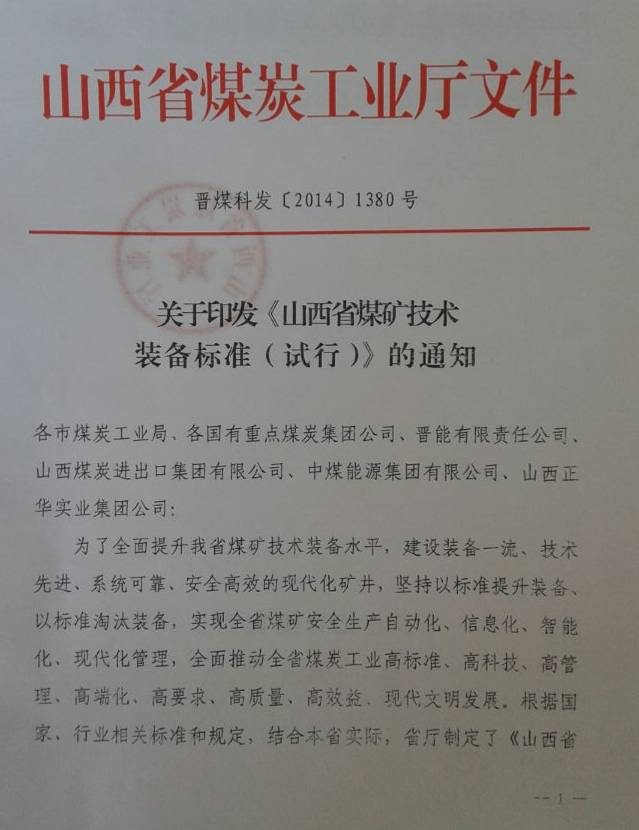 山西省煤炭工业厅文件
晋煤科发〔2014〕1380号
关于印发《山西省煤矿技术
装备标准（试行）》的通知
各市煤炭工业局、各国有重点煤炭集团公司、晋能有限责任公司、
山西煤炭进出口集团有限公司、中煤能源集团有限公司、山西正
华实业集团公司：
为了全面提升我省煤矿技术装备水平，建设装备一流、技术
先进、系统可靠、安全高效的现代化矿井，坚持以标准提升装备、
以标准淘汰装备，实现全省煤矿安全生产自动化、信息化、智能
化、现代化管理，全面推动全省煤炭工业高标准、高科技、高管
理、高端化、高要求、高质量、高效益、现代文明发展。根据国
家、行业相关标准和规定，结合本省实际，省厅制定了《山西省
— 1 —